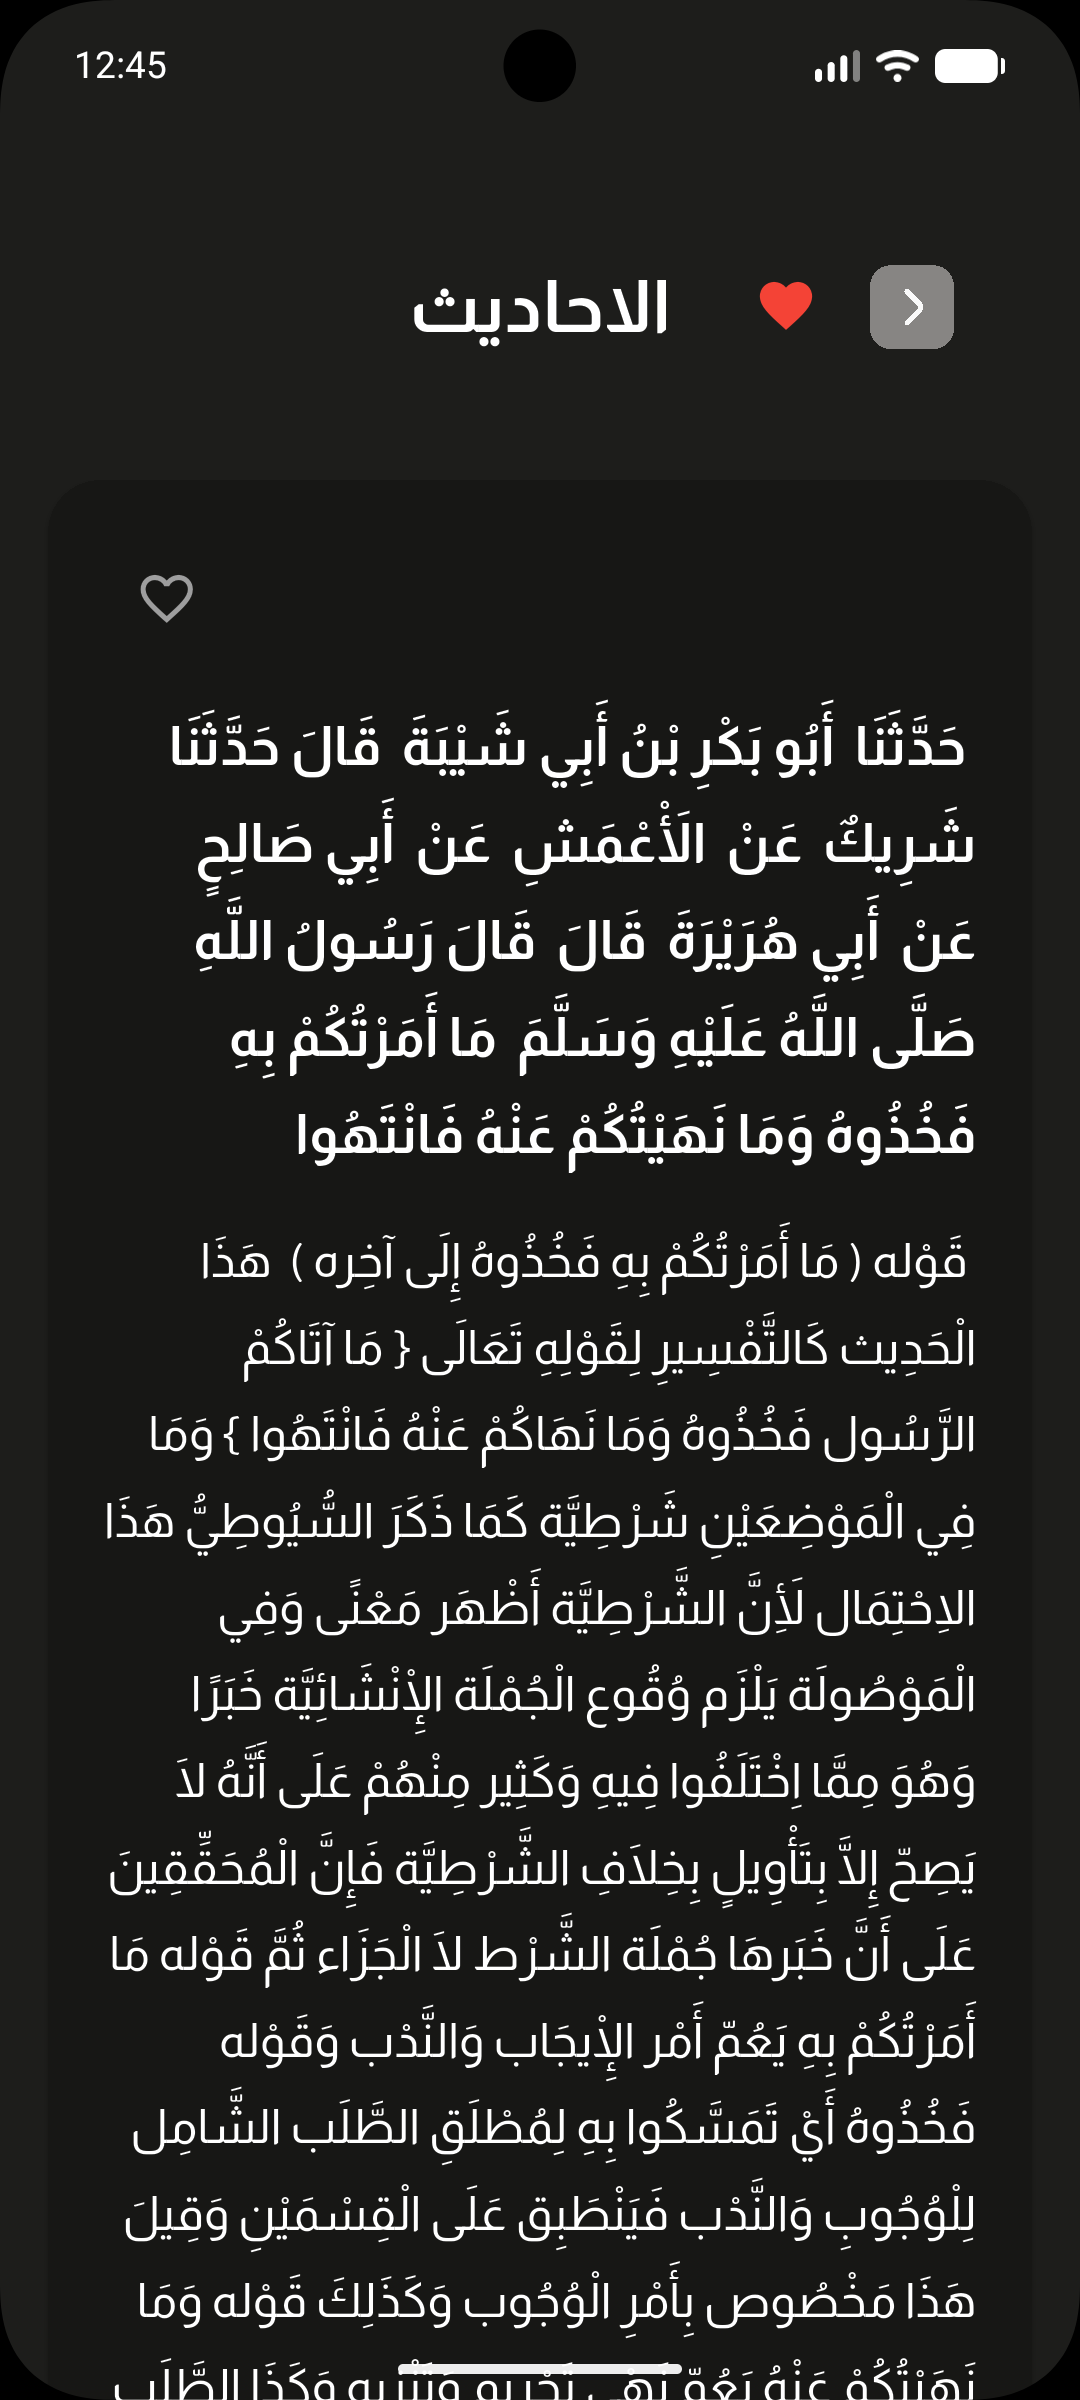 12:45
الاحاديث
حَدَّثَنَا أَبُو بَكْرِ بْنُ أَبِي شَيْبَةَ قَالَ حَدَّثَنَا
شَرِيكٌ عَنْ الْأَعْمَشِ عَنْ أَبِي صَالِحٍ
عَنْ أَبِي هُرَيْرَةَ قَالَ قَالَ رَسُولُ اللَّهِ
صَلَّى اللَّهُ عَلَيْهِ وَسَلَّمَ مَا أَمَرْتُكُمْ بِهِ
فَخُذُوهُ وَمَا نَهَيْتُكُمْ عَنْهُ فَانْتَهُوا
قَوْله ( مَا أَمَرْتُكُمْ بِهِ فَخُذُوهُ إِلَى آخِره ) هَذَا
الْحَدِيث كَالتَّفْسِيرِ لِقَوْلِهِ تَعَالَى { مَا آتَاكُمْ
الرَّسُول فَخُذُوهُ وَمَا نَهَاكُمْ عَنْهُ فَانْتَهُوا } وَمَا
فِي الْمَوْضِعَيْنِ شَرْطِيَّة كَمَا ذَكَرَ السُّيُوطِيُّ هَذَا
الِاحْتِمَال لَأَنَّ الشَّرْطِيَّة أَظْهَر مَعْنًى وَفِي
الْمَوْصُولَة يَلْزَم وُقُوع الْجُمْلَة الْإِنْشَائِيَّة خَبَرًا
وَهُوَ مِمَّا اِخْتَلَفُوا فِيهِ وَكَثِير مِنْهُمْ عَلَى أَنَّهُ لَا
يَصِحّ إِلَّا بِتَأْوِيلٍ بِخِلَافِ الشَّرْطِيَّة فَإِنَّ الْمُحَقِّقِينَ
عَلَى أَنَّ خَبَرهَا جُمْلَة الشَّرْط لَا الْجَزَاء ثُمَّ قَوْله مَا
أَمَرْتُكُمْ بِهِ يَعُمّ أَمْر الْإِيجَاب وَالنَّدْب وَقَوْله
فَخُذُوهُ أَيْ تَمَسَّكُوا بِهِ لِمُطْلَقِ الطَّلَب الشَّامِل
لِلْوُجُوبِ وَالنَّدْب فَيَنْطَبِق عَلَى الْقِسْمَيْنِ وَقِيلَ
هَذَا مَخْصُوص بِأَمْرِ الْوُجُوب وَكَذَلِكَ قَوْله وَمَا
نَهَيْتُكُمْ عَنْهُ يَعُمّ نَهْي تَحْرِيم وَتَنْزِيه وَكَذَا الطَّلَب